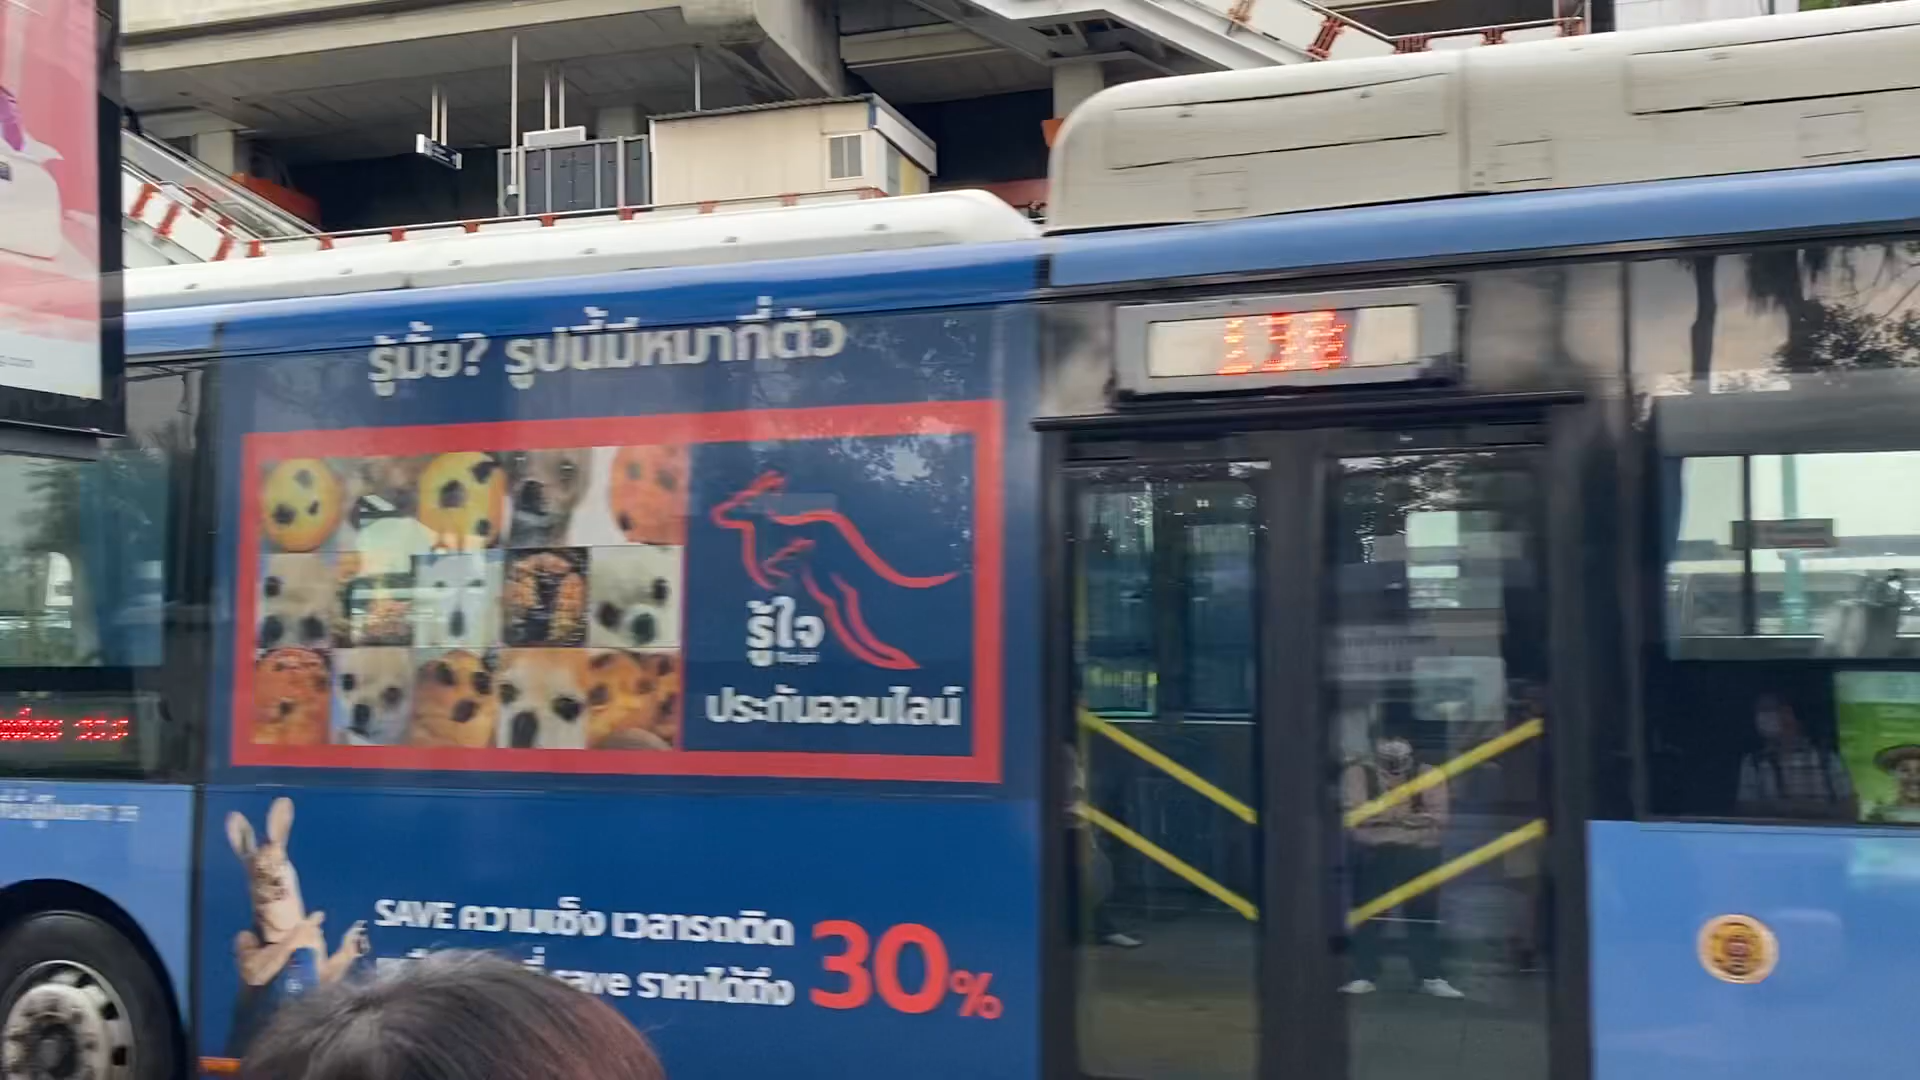 รู้มั้ย? รูปนี้มีหมากี่ตัว
รู้ใจ
ประกันออนไลน์
SAVE ความเซ็ง เวลารถติด
save ราคาได้ถึง
30%